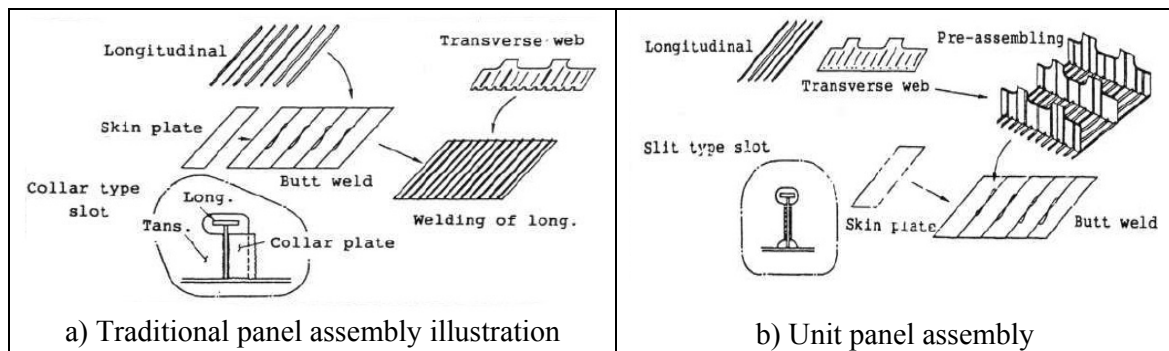 Longitudinal
Transverse web
Skin plate
Butt weld
Collar type
slot
Long.
Tans.
Collar plate
Welding of long.
a) Traditional panel assembly illustration
Longitudinal
Pre-assembling
Transverse web
Slit type slot
Skin plate
Butt weld
b) Unit panel assembly